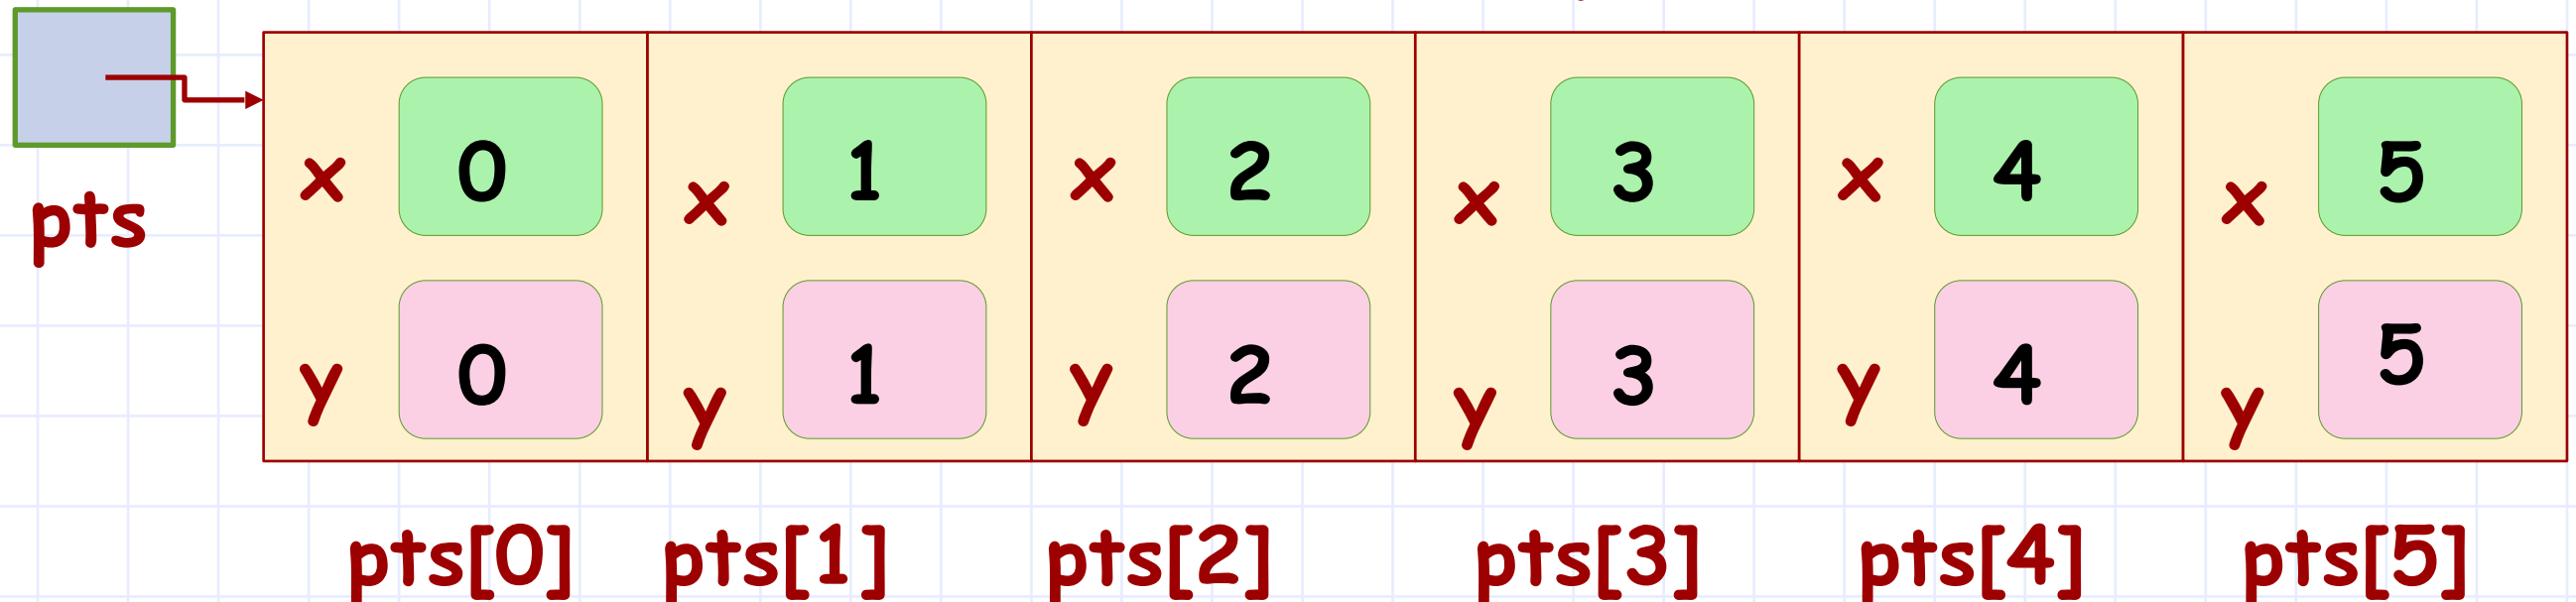 x 0 x 1 x 2 x 3 x 4 x 5
pts
y 0 y 1 y 2 y 3 y 4 y 5
pts[0] pts[1] pts[2] pts[3] pts[4] pts[5]